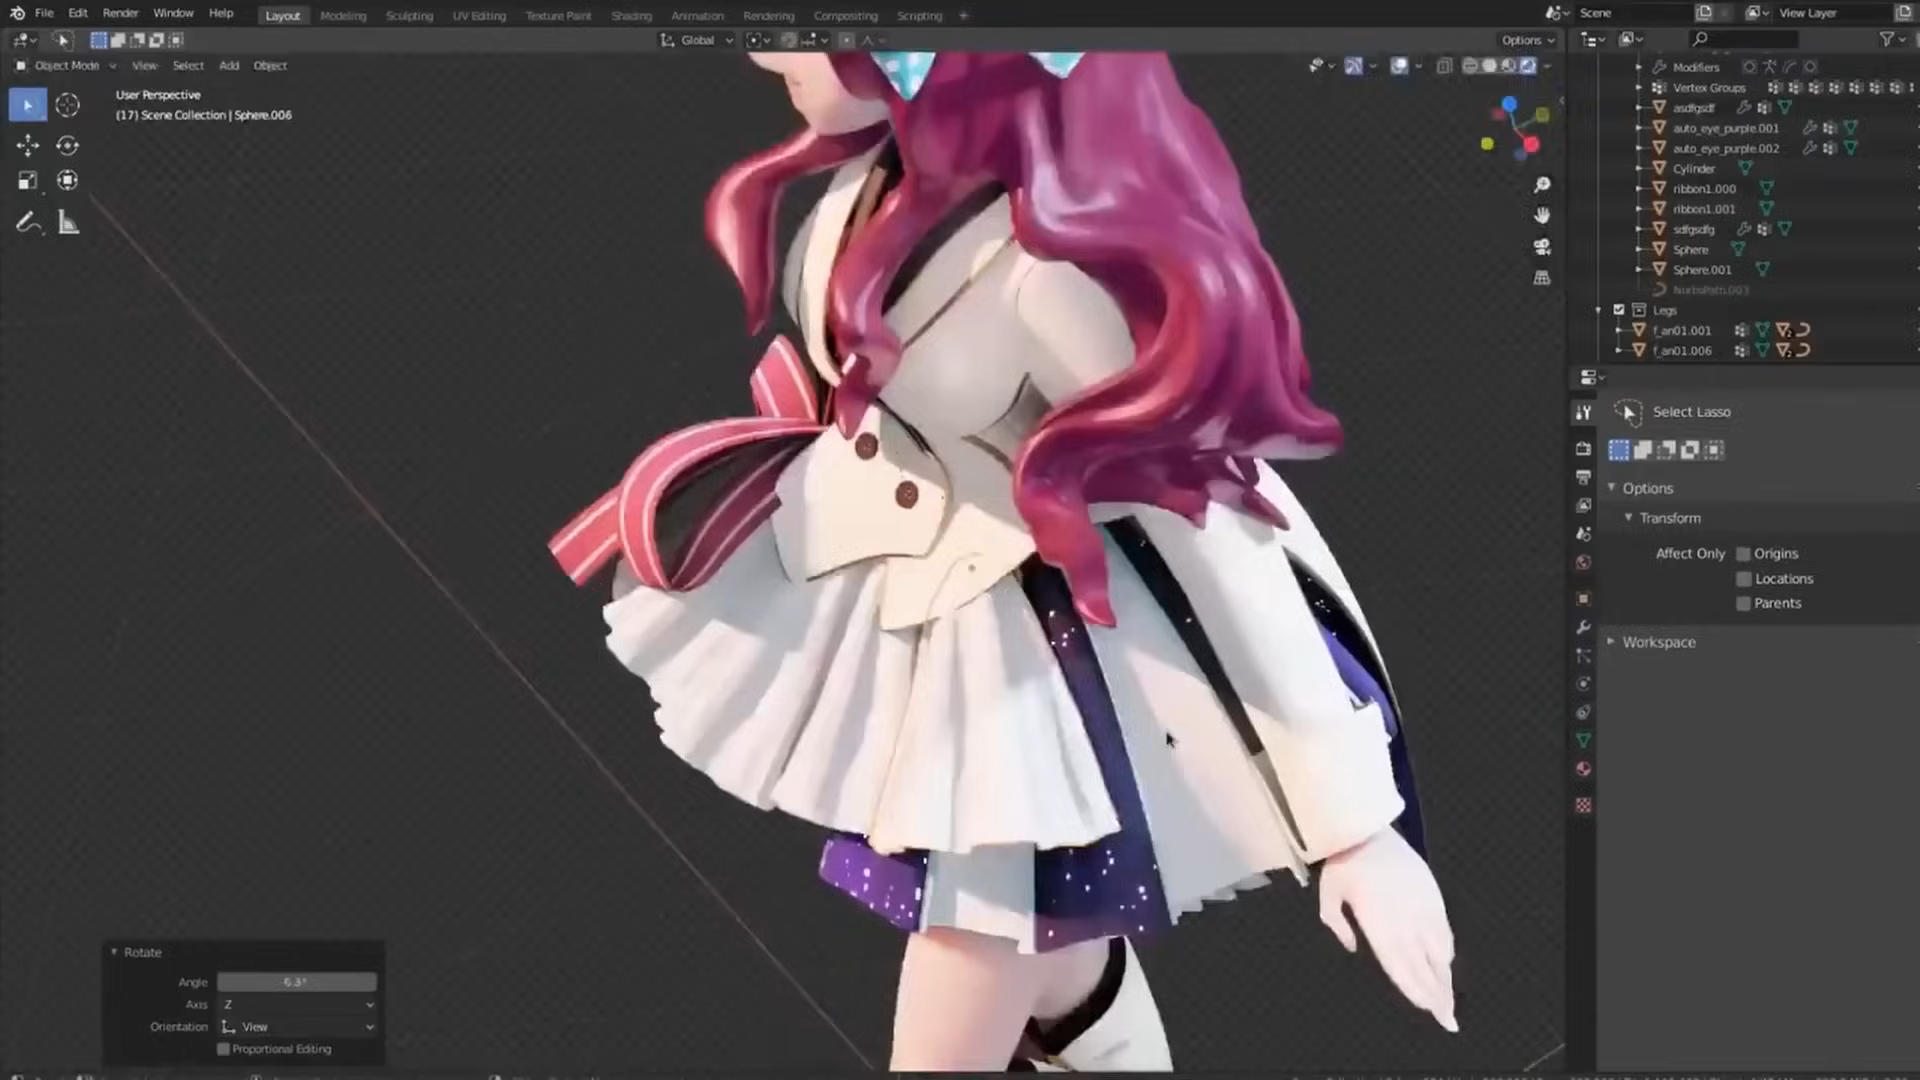 File Edit Render Window Help Layout Modeling Sculpting UV Editing Texture Paint Shading Animation Rendering Compositing Scripting + Scene View Layer
Global Options
Object Mode View Select Add Object
User Perspective
(17) Scene Collection | Sphere.006
Modifiers
Vertex Groups
asdfgsdf
auto_eye_purple.001
auto_eye_purple.002
Cylinder
ribbon1.000
ribbon1.001
sdfgsdfg
Sphere
Sphere.001
NurbsPath.003
Legs
f_an01.001
f_an01.006
Select Lasso
Options
Transform
Affect Only Origins
Locations
Parents
Workspace
Rotate
Angle
Axis Z
Orientation View
Proportional Editing